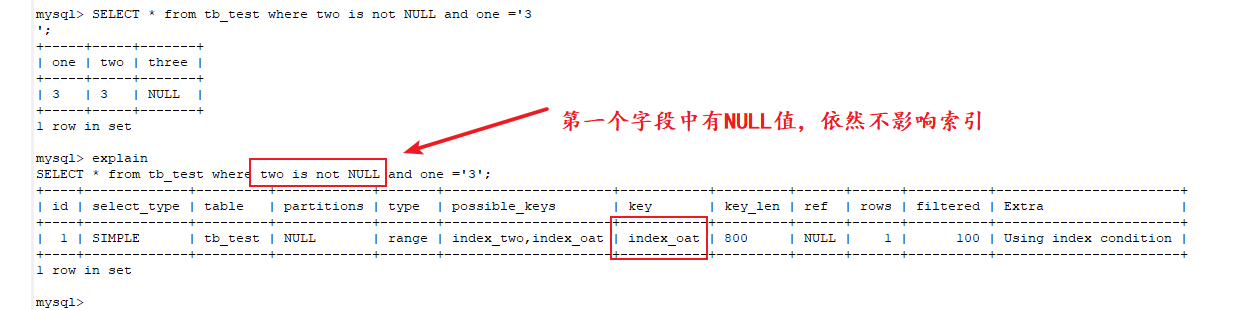 mysql> SELECT * from tb_test where two is not NULL and one ='3
';
+-----+-----+-------+
| one | two | three |
+-----+-----+-------+
| 3   | 3   | NULL  |
+-----+-----+-------+
1 row in set
第一个字段中有NULL值，依然不影响索引
mysql> explain
SELECT * from tb_test where two is not NULL and one ='3';
+----+-------------+---------+------------+-------+---------------------+-----------+---------+------+------+----------+-----------------------+
| id | select_type | table   | partitions | type  | possible_keys       | key       | key_len | ref  | rows | filtered | Extra                 |
+----+-------------+---------+------------+-------+---------------------+-----------+---------+------+------+----------+-----------------------+
| 1 | SIMPLE      | tb_test | NULL       | range | index_two,index_oat | index_oat | 800     | NULL |    1 |      100 | Using index condition |
+----+-------------+---------+------------+-------+---------------------+-----------+---------+------+------+----------+-----------------------+
1 row in set
mysql>